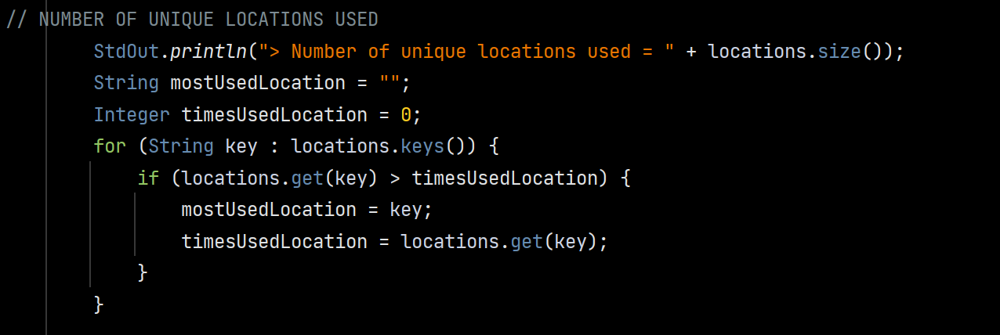 // NUMBER OF UNIQUE LOCATIONS USED
StdOut.println("> Number of unique locations used = " + locations.size());
String mostUsedLocation = "";
Integer timesUsedLocation = 0;
for (String key : locations.keys()) {
if (locations.get(key) > timesUsedLocation) {
mostUsedLocation = key;
timesUsedLocation = locations.get(key);
}
}